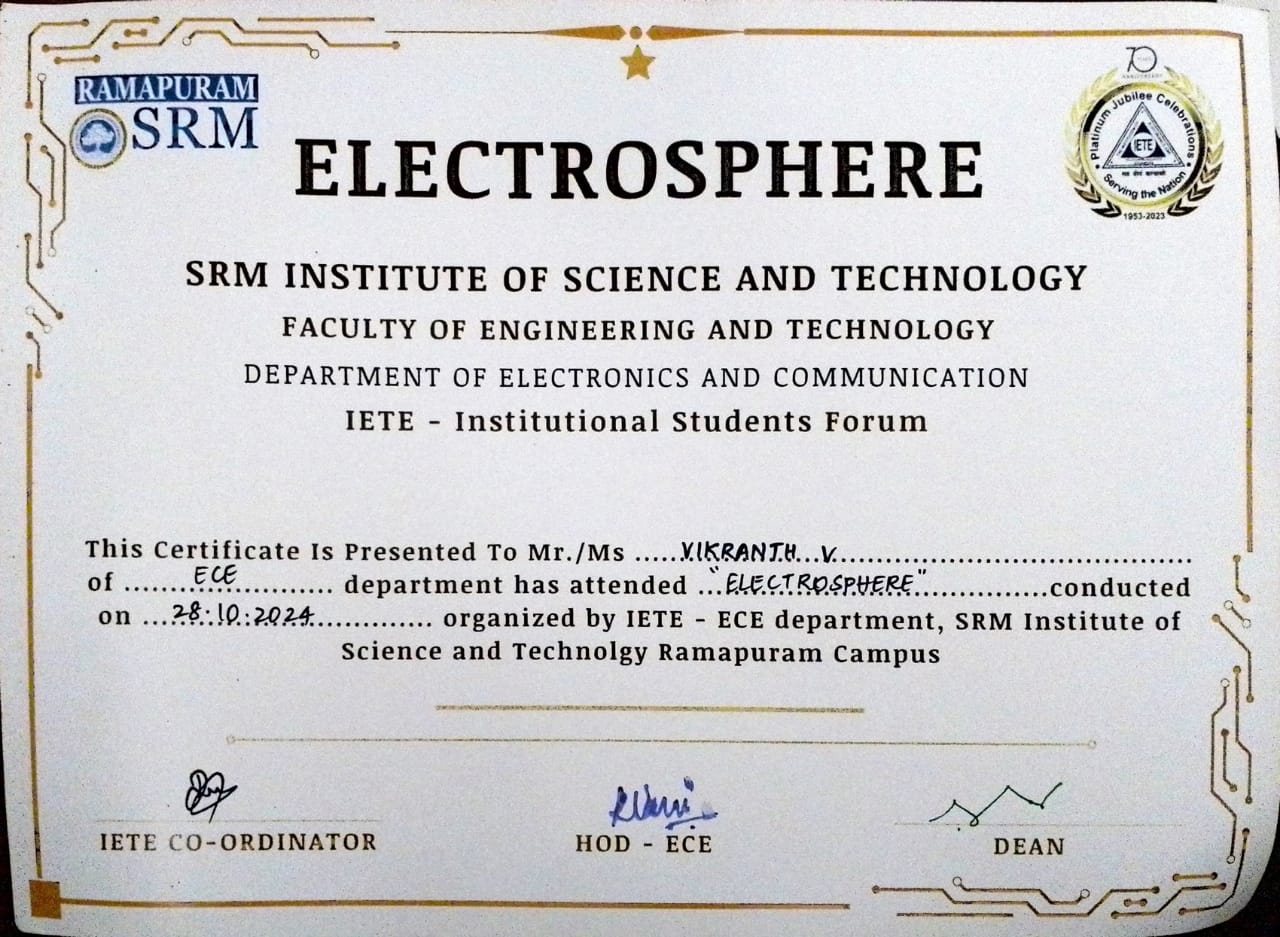 RAMAPURAM
SRM
70
YEARS
ANNIVERSARY
Platinum Jubilee Celebrations
IETE
Serving the Nation
1953-2023
ELECTROSPHERE
SRM INSTITUTE OF SCIENCE AND TECHNOLOGY
FACULTY OF ENGINEERING AND TECHNOLOGY
DEPARTMENT OF ELECTRONICS AND COMMUNICATION
IETE - Institutional Students Forum
This Certificate Is Presented To Mr./Ms .....VIKRANTH V....................................
of ........ECE........... department has attended ..."ELECTROSPHERE"...............conducted
on ...28.10.2024.............. organized by IETE - ECE department, SRM Institute of
Science and Technolgy Ramapuram Campus
IETE CO-ORDINATOR
HOD - ECE
DEAN